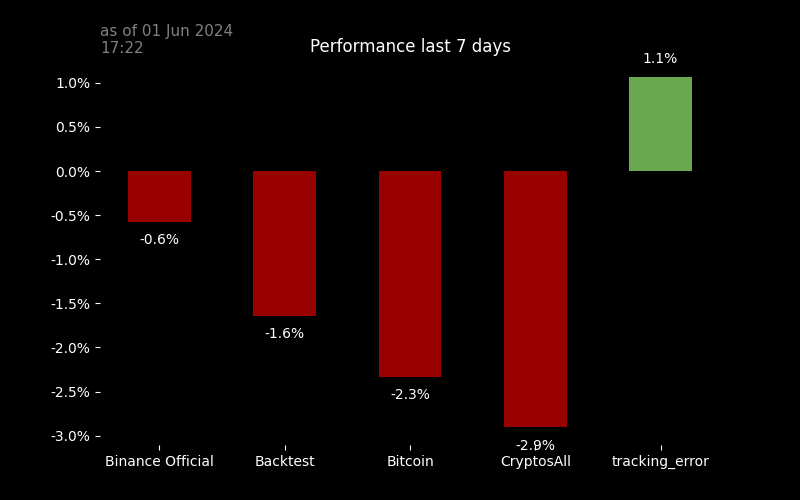 as of 01 Jun 2024
17:22
Performance last 7 days
1.1%
1.0%
0.5%
0.0%
-0.5%
-1.0%
-1.5%
-2.0%
-2.5%
-3.0%
-0.6%
-1.6%
-2.3%
-2.9%
Binance Official
Backtest
Bitcoin
CryptosAll
tracking_error